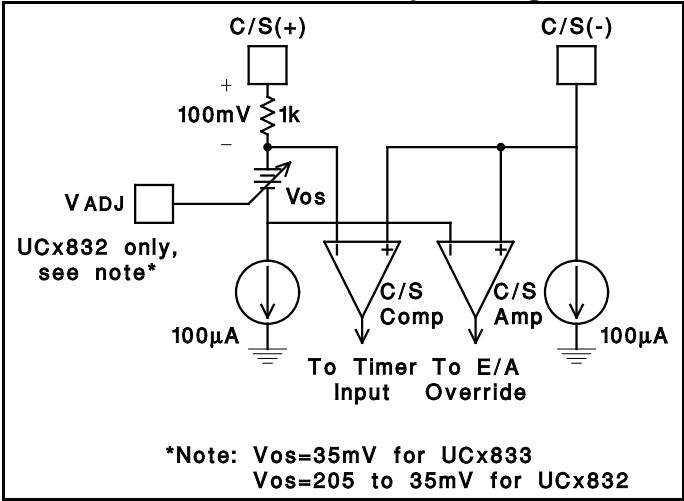 C/S(+)
C/S(-)
+
100mV
1k
−
VADJ
Vos
UCx832 only,
see note*
−
+
−
+
C/S
Comp
C/S
Amp
100µA
100µA
To Timer
Input
To E/A
Override
*Note: Vos=35mV for UCx833
Vos=205 to 35mV for UCx832